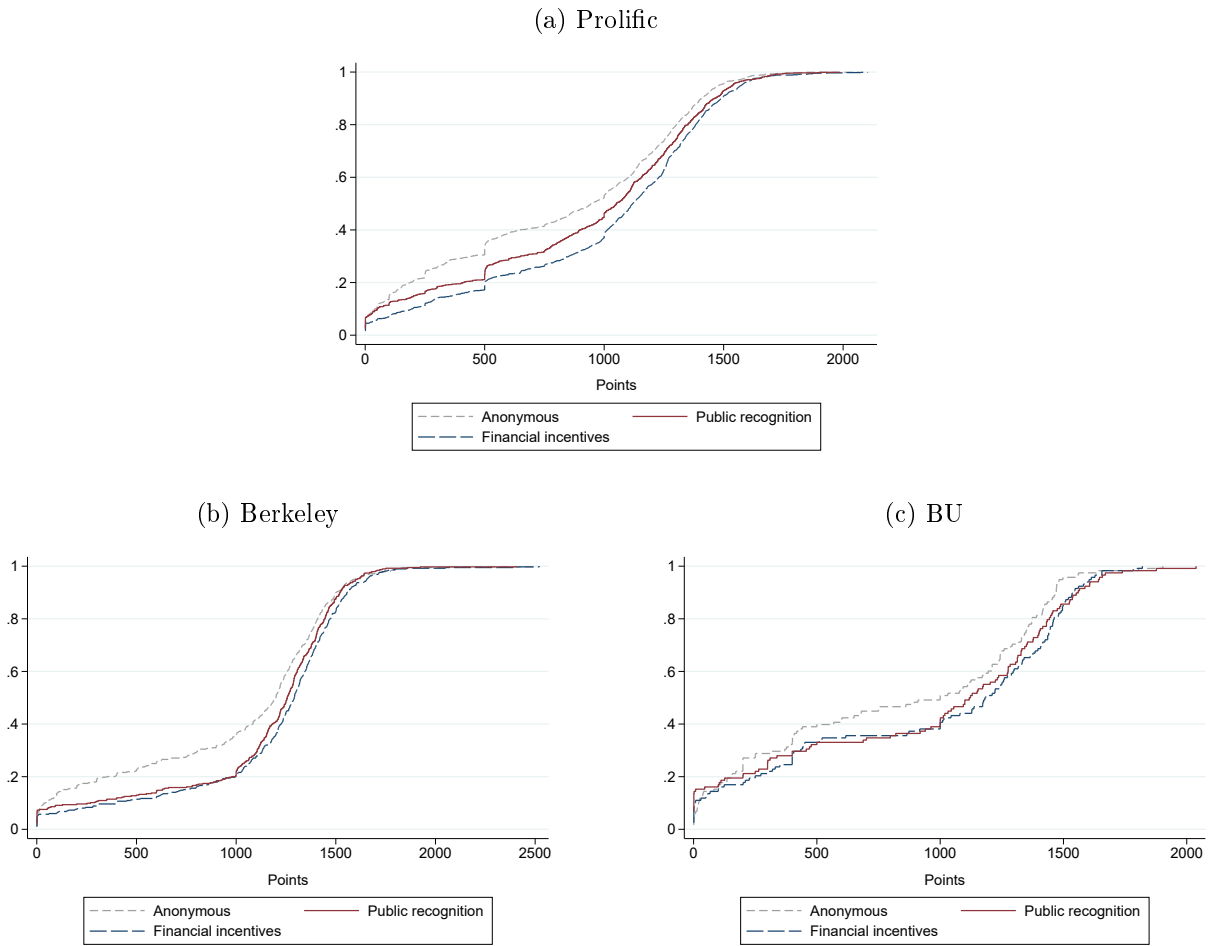 (a) Prolific
1
.8
.6
.4
.2
0
0 500 1000 1500 2000
Points
Anonymous Public recognition
Financial incentives
(b) Berkeley
1
.8
.6
.4
.2
0
0 500 1000 1500 2000 2500
Points
Anonymous Public recognition
Financial incentives
(c) BU
1
.8
.6
.4
.2
0
0 500 1000 1500 2000
Points
Anonymous Public recognition
Financial incentives